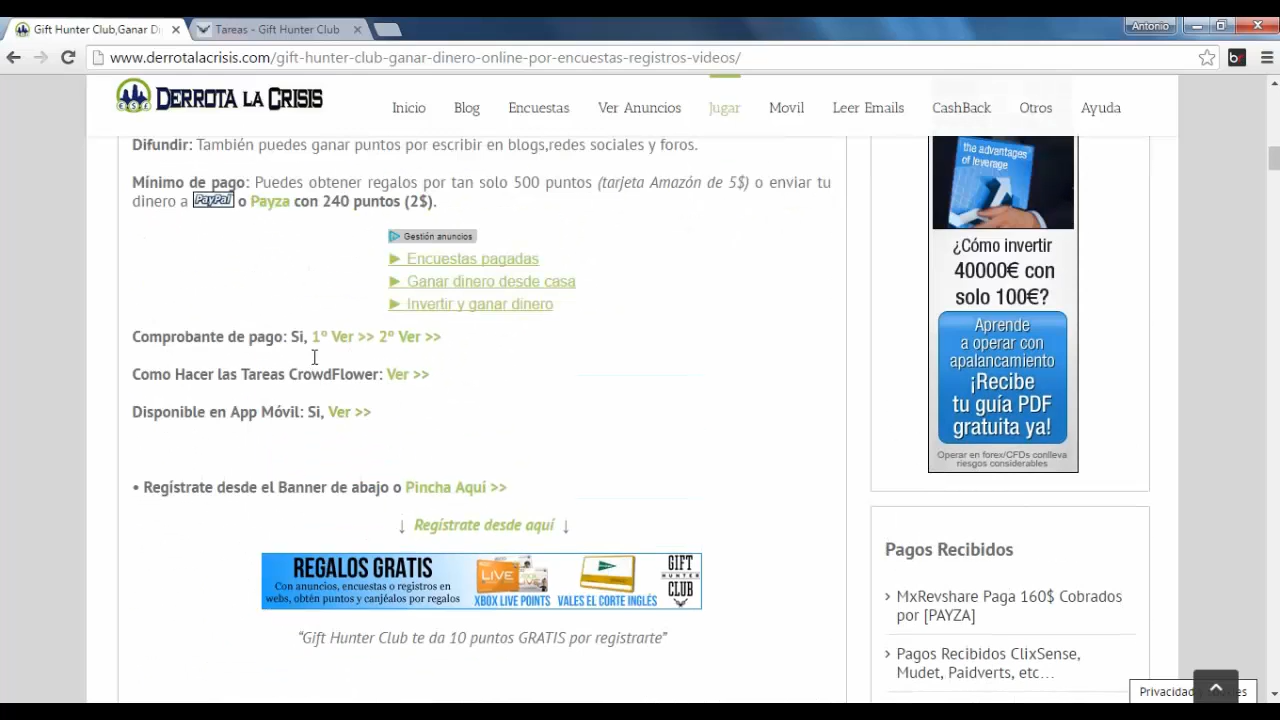 Gift Hunter Club,Ganar Di
Tareas - Gift Hunter Club
Antonio
www.derrotalacrisis.com/gift-hunter-club-ganar-dinero-online-por-encuestas-registros-videos/
DERROTA LA CRISIS
Inicio
Blog
Encuestas
Ver Anuncios
Jugar
Movil
Leer Emails
CashBack
Otros
Ayuda
Difundir: También puedes ganar puntos por escribir en blogs,redes sociales y foros.
Mínimo de pago: Puedes obtener regalos por tan solo 500 puntos (tarjeta Amazón de 5$) o enviar tu
dinero a PayPal o Payza con 240 puntos (2$).
Gestión anuncios
► Encuestas pagadas
► Ganar dinero desde casa
► Invertir y ganar dinero
Comprobante de pago: Si, 1º Ver >> 2º Ver >>
Como Hacer las Tareas CrowdFlower: Ver >>
Disponible en App Móvil: Si, Ver >>
• Regístrate desde el Banner de abajo o Pincha Aquí >>
↓ Regístrate desde aquí ↓
REGALOS GRATIS
Con anuncios, encuestas o registros en
webs, obtén puntos y canjéalos por regalos
LIVE
XBOX LIVE POINTS
VALES EL CORTE INGLÉS
GIFT
HUNTER
CLUB
“Gift Hunter Club te da 10 puntos GRATIS por registrarte”
the advantages
of leverage
¿Cómo invertir
40000€ con
solo 100€?
Aprende
a operar con
apalancamiento
¡Recibe
tu guía PDF
gratuita ya!
Operar en forex/CFDs conlleva
riesgos considerables
Pagos Recibidos
› MxRevshare Paga 160$ Cobrados
por [PAYZA]
› Pagos Recibidos ClixSense,
Mudet, Paidverts, etc…
Privacidad y cookies